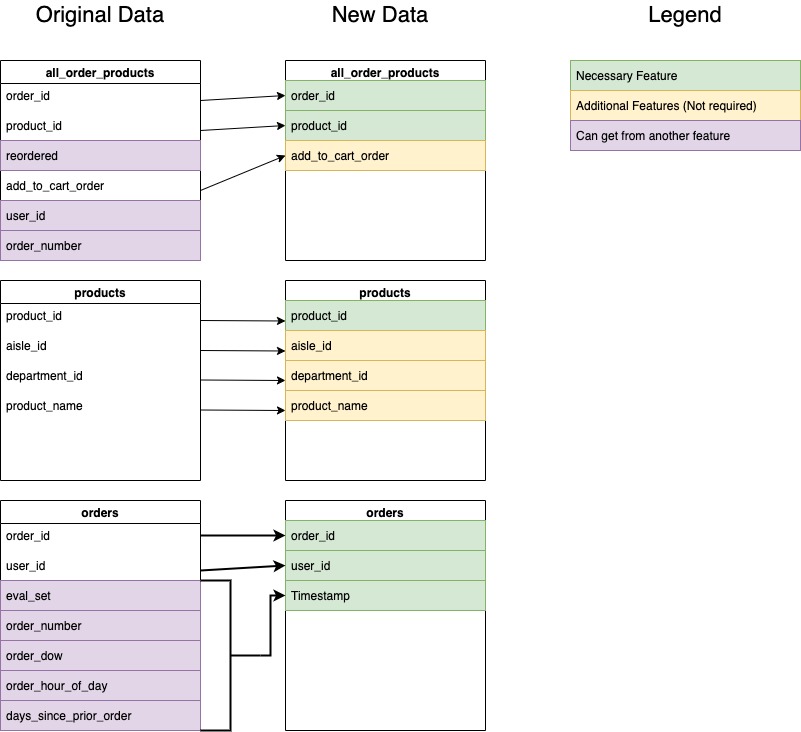 Original Data
New Data
Legend
all_order_products
order_id
product_id
reordered
add_to_cart_order
user_id
order_number
all_order_products
order_id
product_id
add_to_cart_order
Necessary Feature
Additional Features (Not required)
Can get from another feature
products
product_id
aisle_id
department_id
product_name
products
product_id
aisle_id
department_id
product_name
orders
order_id
user_id
eval_set
order_number
order_dow
order_hour_of_day
days_since_prior_order
orders
order_id
user_id
Timestamp